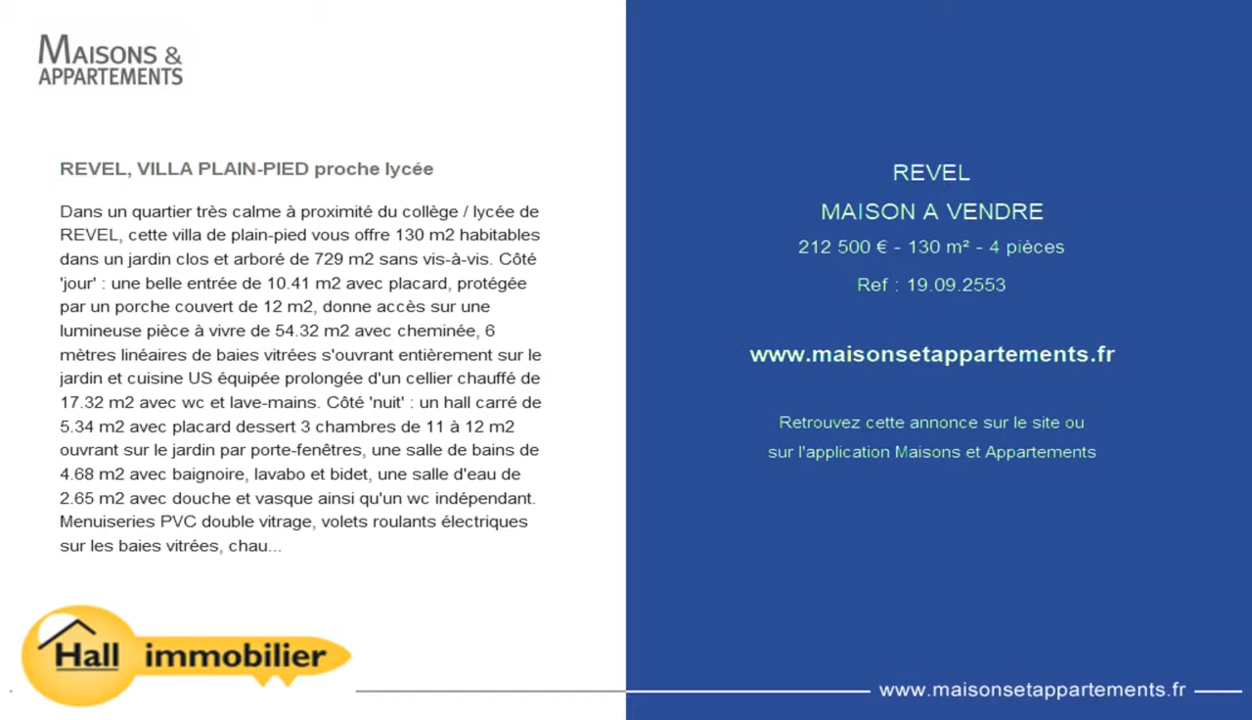 MAISONS &
APPARTEMENTS
REVEL, VILLA PLAIN-PIED proche lycée
Dans un quartier très calme à proximité du collège / lycée de
REVEL, cette villa de plain-pied vous offre 130 m2 habitables
dans un jardin clos et arboré de 729 m2 sans vis-à-vis. Côté
'jour' : une belle entrée de 10.41 m2 avec placard, protégée
par un porche couvert de 12 m2, donne accès sur une
lumineuse pièce à vivre de 54.32 m2 avec cheminée, 6
mètres linéaires de baies vitrées s'ouvrant entièrement sur le
jardin et cuisine US équipée prolongée d'un cellier chauffé de
17.32 m2 avec wc et lave-mains. Côté 'nuit' : un hall carré de
5.34 m2 avec placard dessert 3 chambres de 11 à 12 m2
ouvrant sur le jardin par porte-fenêtres, une salle de bains de
4.68 m2 avec baignoire, lavabo et bidet, une salle d'eau de
2.65 m2 avec douche et vasque ainsi qu'un wc indépendant.
Menuiseries PVC double vitrage, volets roulants électriques
sur les baies vitrées, chau...
Hall immobilier
REVEL
MAISON A VENDRE
212 500 € - 130 m² - 4 pièces
Ref : 19.09.2553
www.maisonsetappartements.fr
Retrouvez cette annonce sur le site ou
sur l'application Maisons et Appartements
www.maisonsetappartements.fr